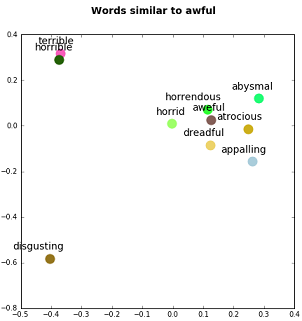 Words similar to awful
0.4
terrible
horrible
0.2
abysmal
horrendous
aweful
horrid
atrocious
0.0
dreadful
appalling
−0.2
−0.4
disgusting
−0.6
−0.8
−0.5 −0.4 −0.3 −0.2 −0.1 0.0 0.1 0.2 0.3 0.4